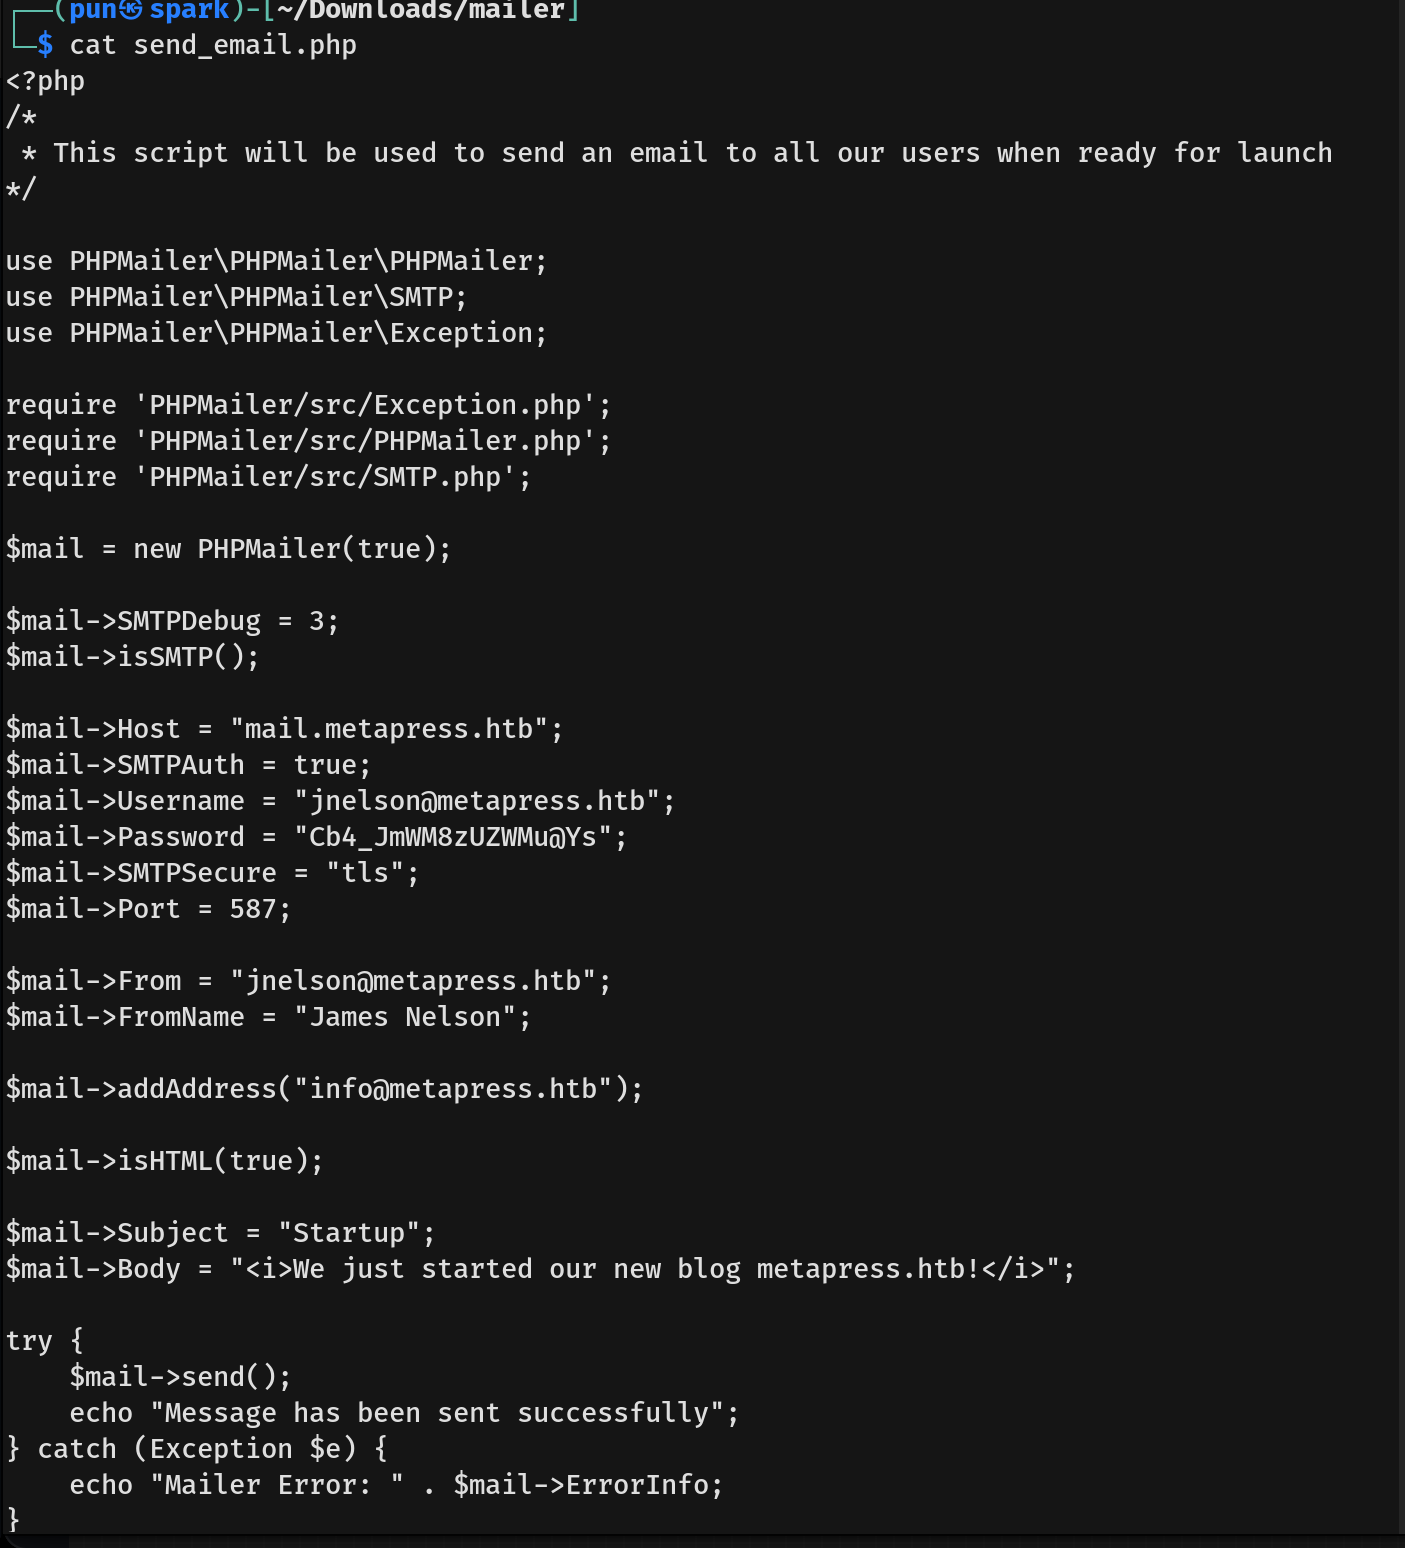 ┌──(pun㉿spark)-[~/Downloads/mailer]
└─$ cat send_email.php
<?php
/*
 * This script will be used to send an email to all our users when ready for launch
*/

use PHPMailer\PHPMailer\PHPMailer;
use PHPMailer\PHPMailer\SMTP;
use PHPMailer\PHPMailer\Exception;

require 'PHPMailer/src/Exception.php';
require 'PHPMailer/src/PHPMailer.php';
require 'PHPMailer/src/SMTP.php';

$mail = new PHPMailer(true);

$mail->SMTPDebug = 3;
$mail->isSMTP();

$mail->Host = "mail.metapress.htb";
$mail->SMTPAuth = true;
$mail->Username = "jnelson@metapress.htb";
$mail->Password = "Cb4_JmWM8zUZWMu@Ys";
$mail->SMTPSecure = "tls";
$mail->Port = 587;

$mail->From = "jnelson@metapress.htb";
$mail->FromName = "James Nelson";

$mail->addAddress("info@metapress.htb");

$mail->isHTML(true);

$mail->Subject = "Startup";
$mail->Body = "<i>We just started our new blog metapress.htb!</i>";

try {
    $mail->send();
    echo "Message has been sent successfully";
} catch (Exception $e) {
    echo "Mailer Error: " . $mail->ErrorInfo;
}